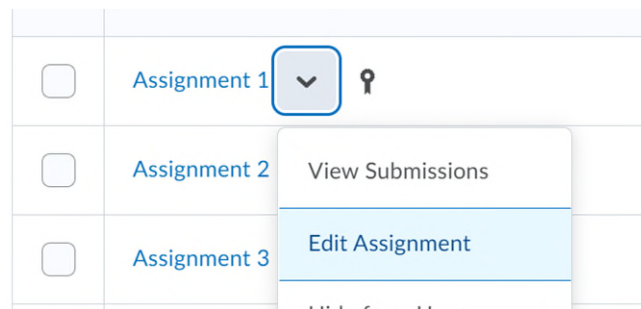 Assignment 1
View Submissions
Assignment 2
Edit Assignment
Assignment 3